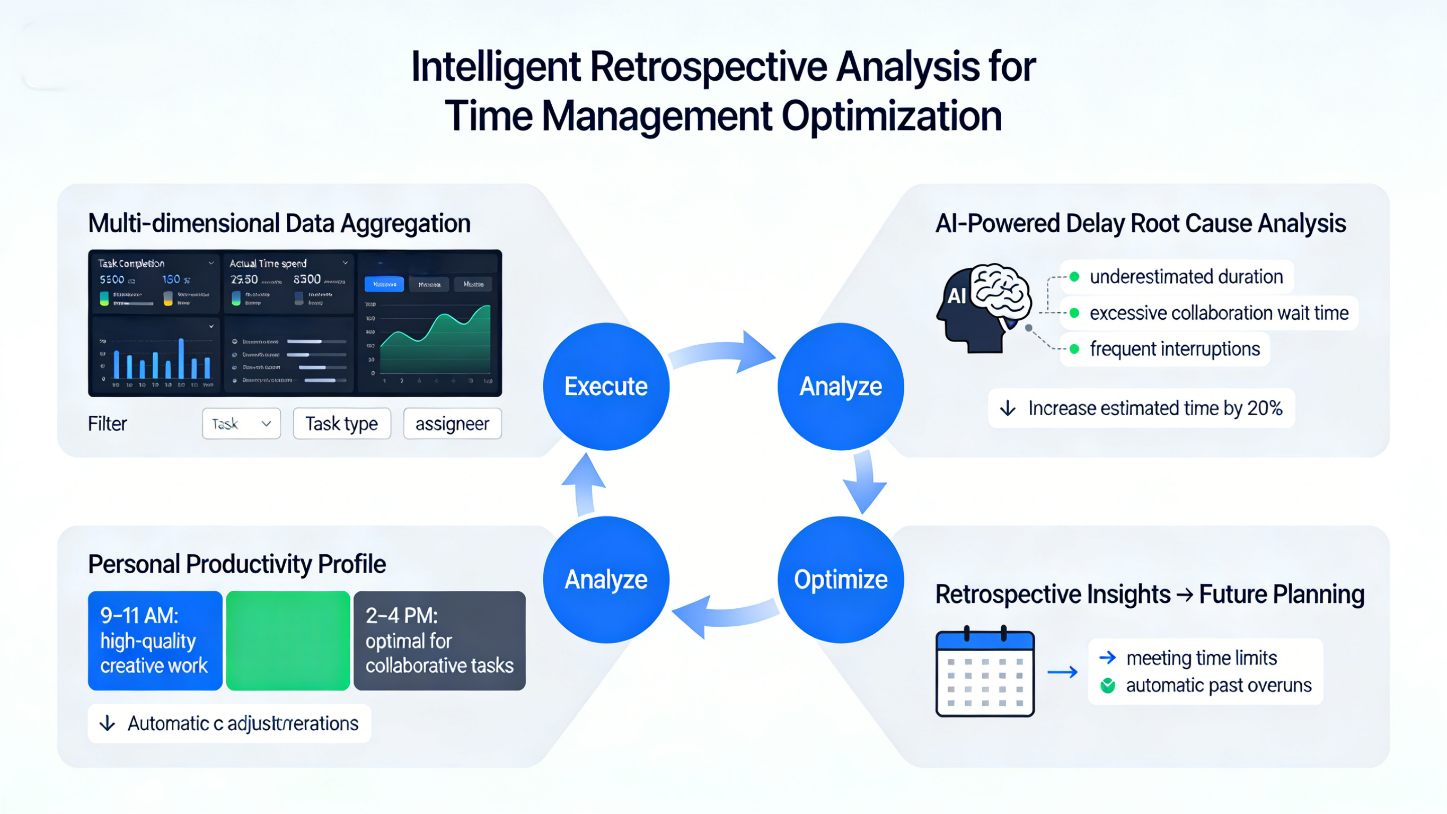 Intelligent Retrospective Analysis for
Time Management Optimization
Multi-dimensional Data Aggregation
Task Completion
Actual Time spend
Filter
Task
Task type
assigneer
AI-Powered Delay Root Cause Analysis
AI
underestimated duration
excessive collaboration wait time
frequent interruptions
↓ Increase estimated time by 20%
Execute
Analyze
Analyze
Optimize
Personal Productivity Profile
9–11 AM:
high-quality
creative work
2–4 PM:
optimal for
collaborative tasks
↓ Automatic c
Retrospective Insights → Future Planning
→ meeting time limits
automatic past overuns